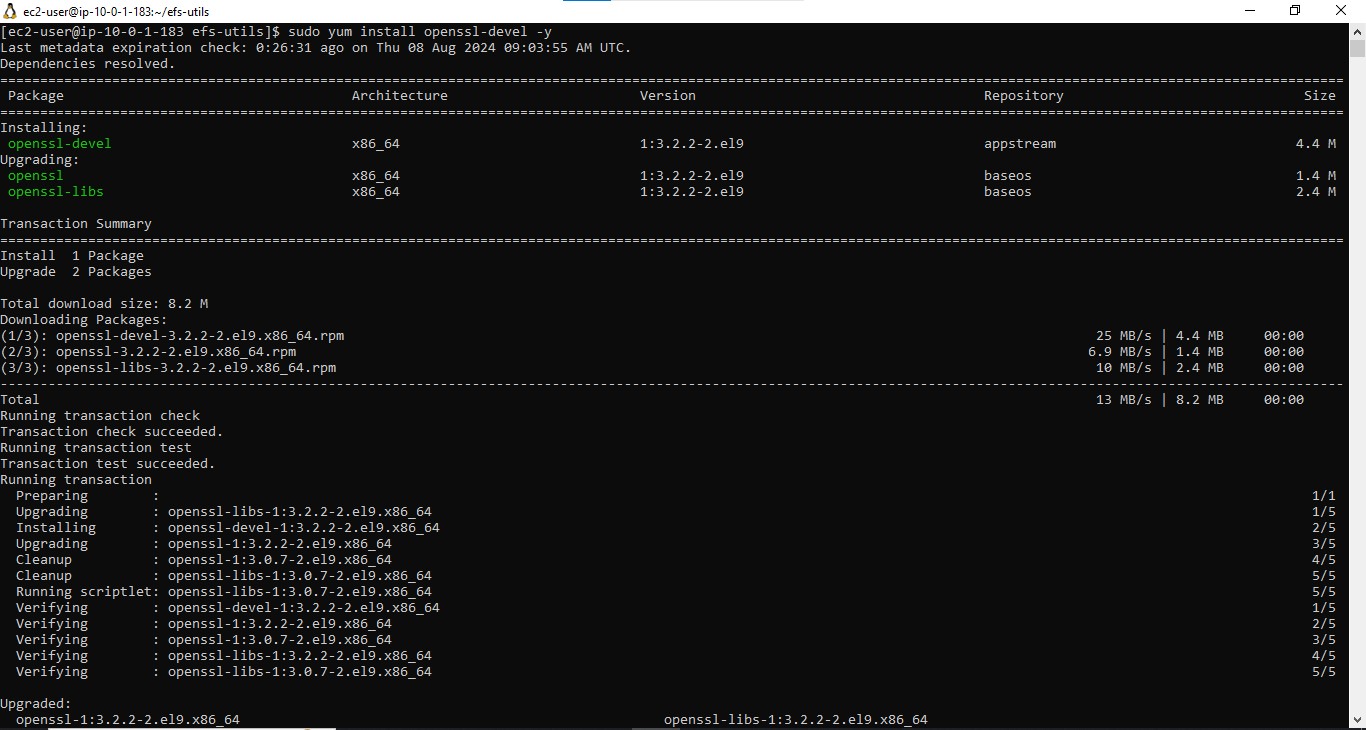 ec2-user@ip-10-0-1-183:~/efs-utils
[ec2-user@ip-10-0-1-183 efs-utils]$ sudo yum install openssl-devel -y
Last metadata expiration check: 0:26:31 ago on Thu 08 Aug 2024 09:03:55 AM UTC.
Dependencies resolved.
================================================================================
Package Architecture Version Repository Size
================================================================================
Installing:
openssl-devel x86_64 1:3.2.2-2.el9 appstream 4.4 M
Upgrading:
openssl x86_64 1:3.2.2-2.el9 baseos 1.4 M
openssl-libs x86_64 1:3.2.2-2.el9 baseos 2.4 M
Transaction Summary
================================================================================
Install 1 Package
Upgrade 2 Packages
Total download size: 8.2 M
Downloading Packages:
(1/3): openssl-devel-3.2.2-2.el9.x86_64.rpm 25 MB/s | 4.4 MB 00:00
(2/3): openssl-3.2.2-2.el9.x86_64.rpm 6.9 MB/s | 1.4 MB 00:00
(3/3): openssl-libs-3.2.2-2.el9.x86_64.rpm 10 MB/s | 2.4 MB 00:00
--------------------------------------------------------------------------------
Total 13 MB/s | 8.2 MB 00:00
Running transaction check
Transaction check succeeded.
Running transaction test
Transaction test succeeded.
Running transaction
Preparing : 1/1
Upgrading : openssl-libs-1:3.2.2-2.el9.x86_64 1/5
Installing : openssl-devel-1:3.2.2-2.el9.x86_64 2/5
Upgrading : openssl-1:3.2.2-2.el9.x86_64 3/5
Cleanup : openssl-1:3.0.7-2.el9.x86_64 4/5
Cleanup : openssl-libs-1:3.0.7-2.el9.x86_64 5/5
Running scriptlet: openssl-libs-1:3.0.7-2.el9.x86_64 5/5
Verifying : openssl-devel-1:3.2.2-2.el9.x86_64 1/5
Verifying : openssl-1:3.2.2-2.el9.x86_64 2/5
Verifying : openssl-1:3.0.7-2.el9.x86_64 3/5
Verifying : openssl-libs-1:3.2.2-2.el9.x86_64 4/5
Verifying : openssl-libs-1:3.0.7-2.el9.x86_64 5/5
Upgraded:
openssl-1:3.2.2-2.el9.x86_64 openssl-libs-1:3.2.2-2.el9.x86_64